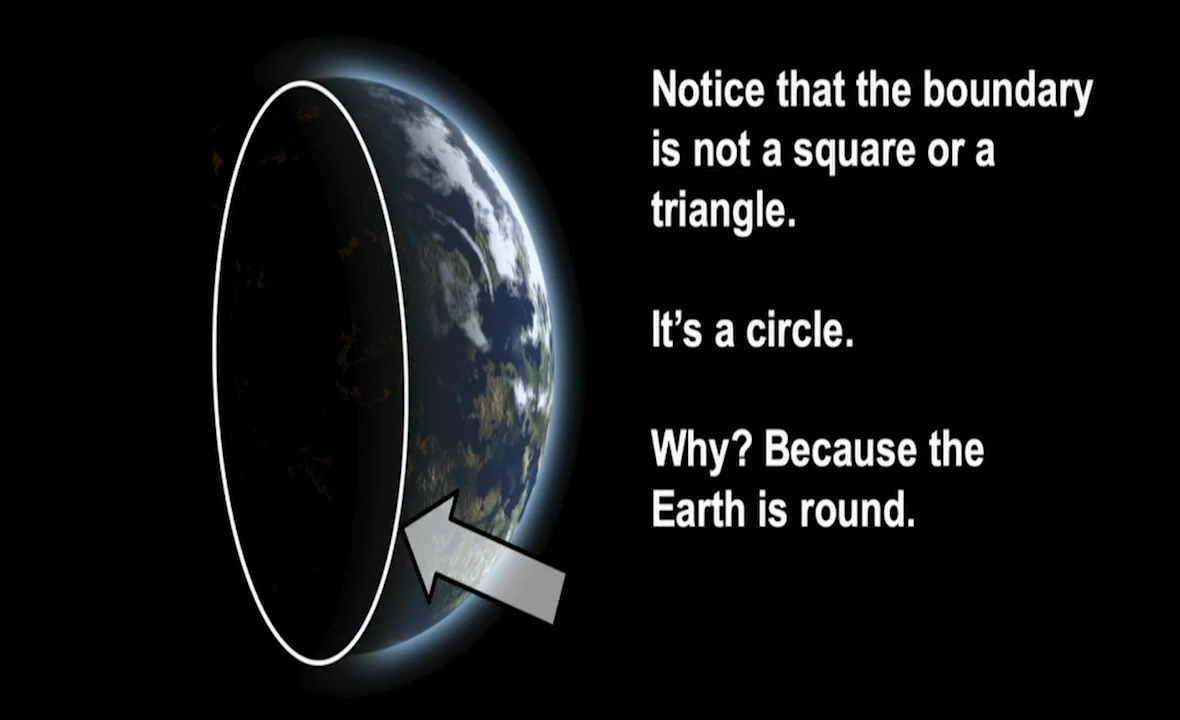 Notice that the boundary
is not a square or a
triangle.
It's a circle.
Why? Because the
Earth is round.